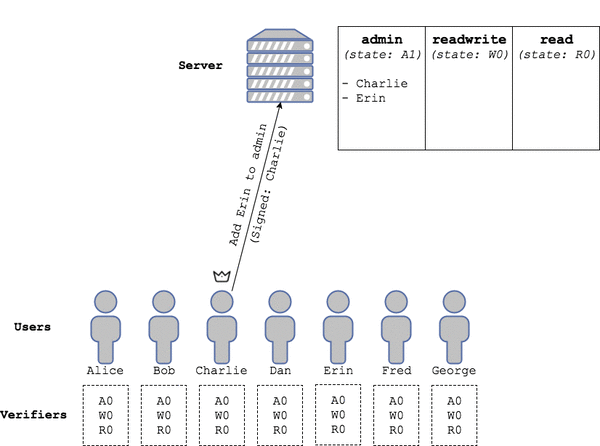 Server
admin readwrite read
(state: A1) (state: W0) (state: R0)
- Charlie
- Erin
Add Erin to admin
(Signed: Charlie)
Users
Alice Bob Charlie Dan Erin Fred George
Verifiers
A0 A0 A0 A0 A0 A0 A0
W0 W0 W0 W0 W0 W0 W0
R0 R0 R0 R0 R0 R0 R0